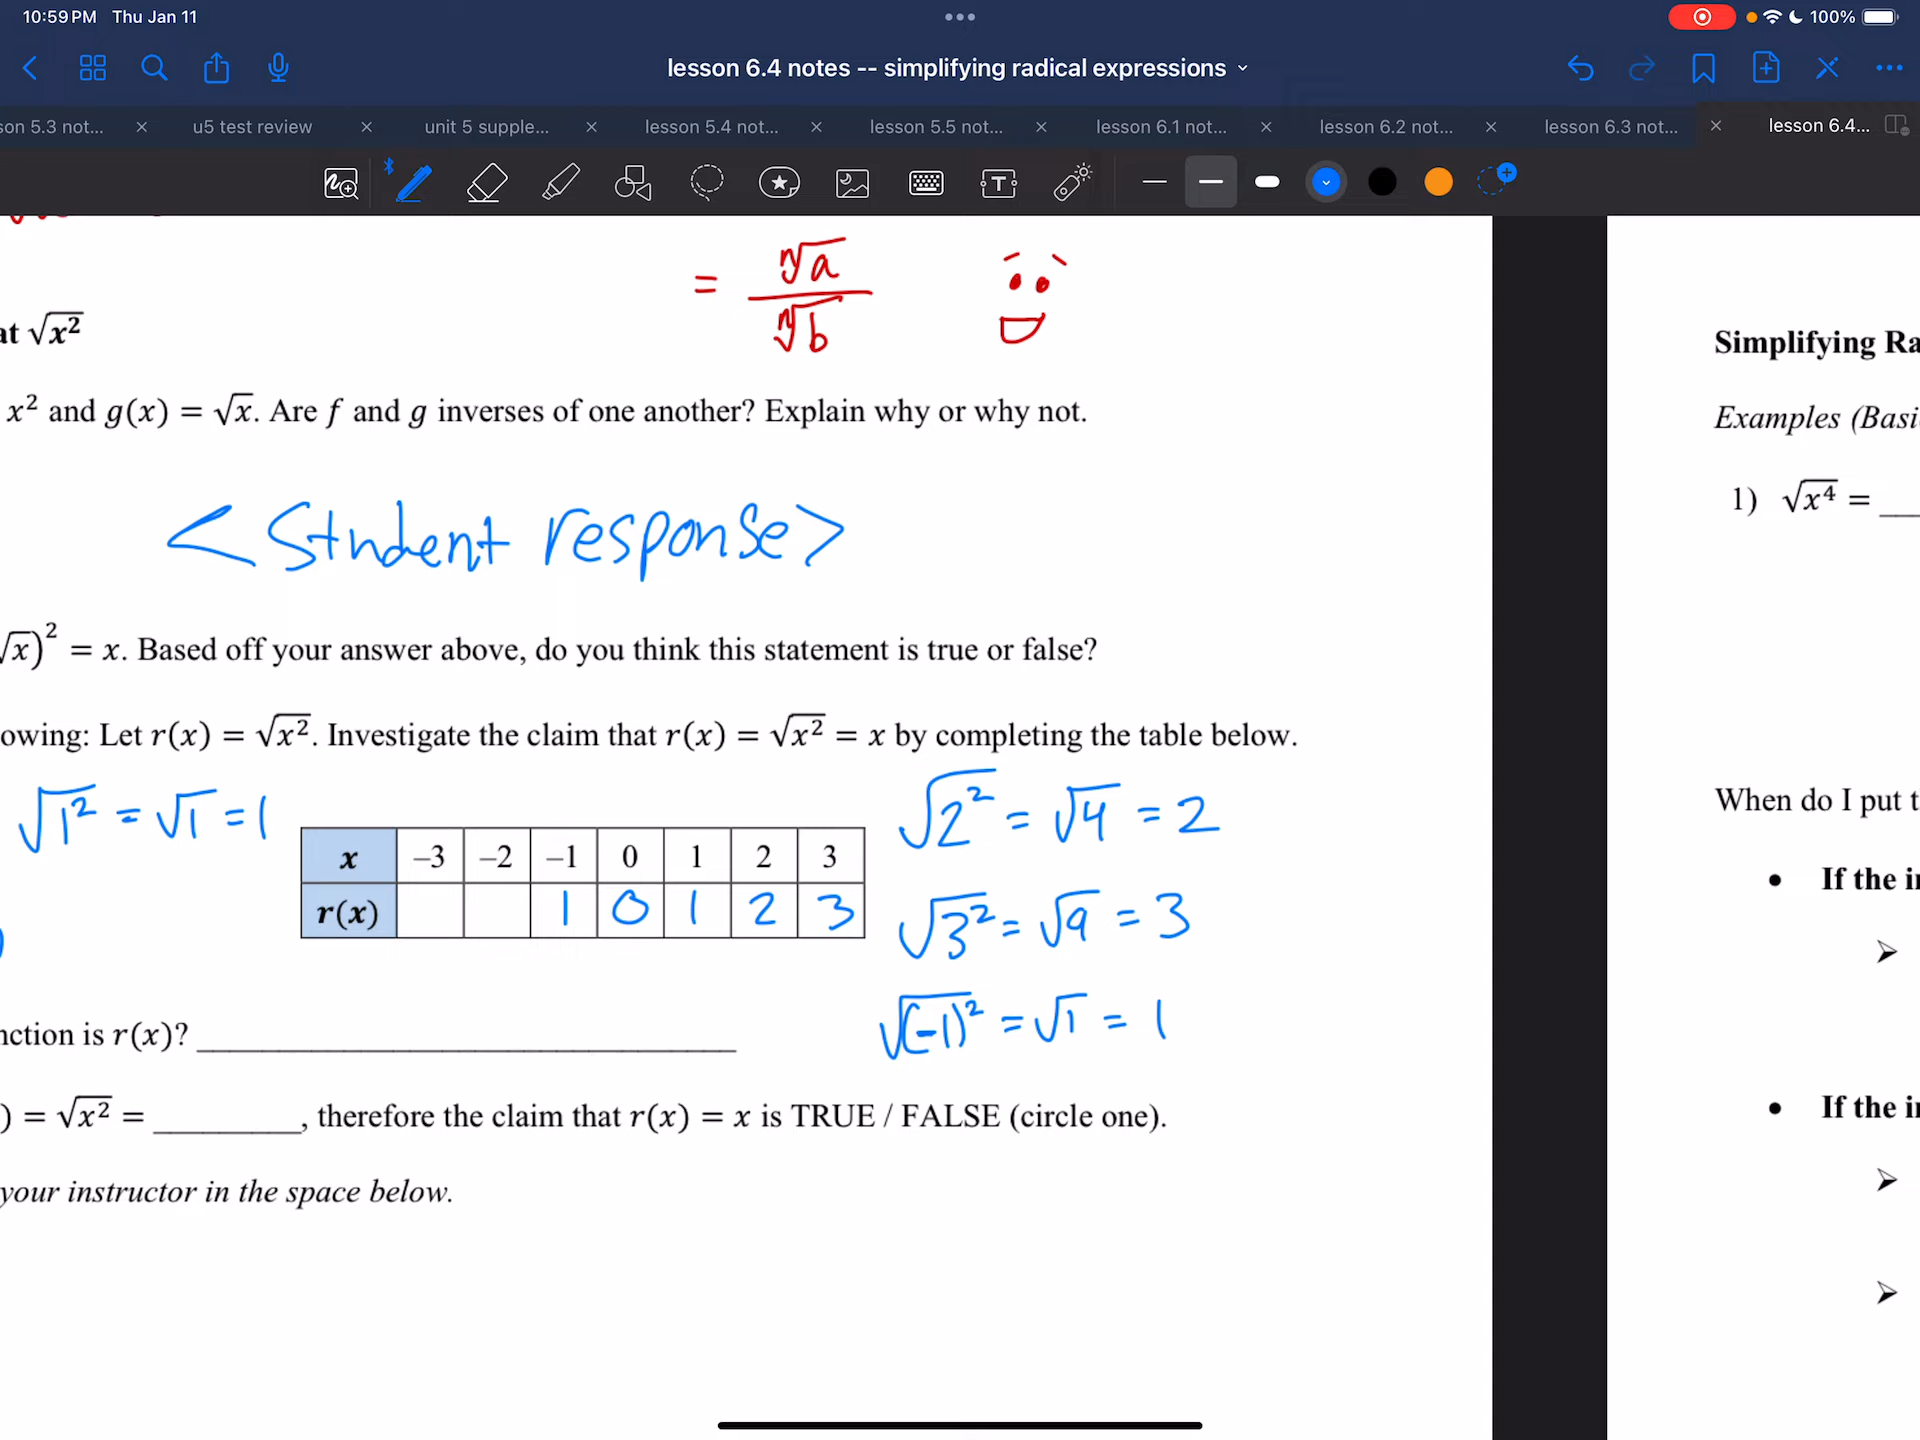 10:59 PM Thu Jan 11
100%
lesson 6.4 notes -- simplifying radical expressions
son 5.3 not...
u5 test review
unit 5 supple...
lesson 5.4 not...
lesson 5.5 not...
lesson 6.1 not...
lesson 6.2 not...
lesson 6.3 not...
lesson 6.4...
= ⁿ√a / ⁿ√b
at √x²
x² and g(x) = √x. Are f and g inverses of one another? Explain why or why not.
<Student response>
√x)² = x. Based off your answer above, do you think this statement is true or false?
owing: Let r(x) = √x². Investigate the claim that r(x) = √x² = x by completing the table below.
√1² = √1 = 1
x –3 –2 –1 0 1 2 3
r(x) 1 0 1 2 3
√2² = √4 = 2
√3² = √9 = 3
√(-1)² = √1 = 1
nction is r(x)? ____________________
) = √x² = _________, therefore the claim that r(x) = x is TRUE / FALSE (circle one).
your instructor in the space below.
Simplifying Ra
Examples (Basi
1) √x⁴ = __
When do I put t
• If the i
• If the i